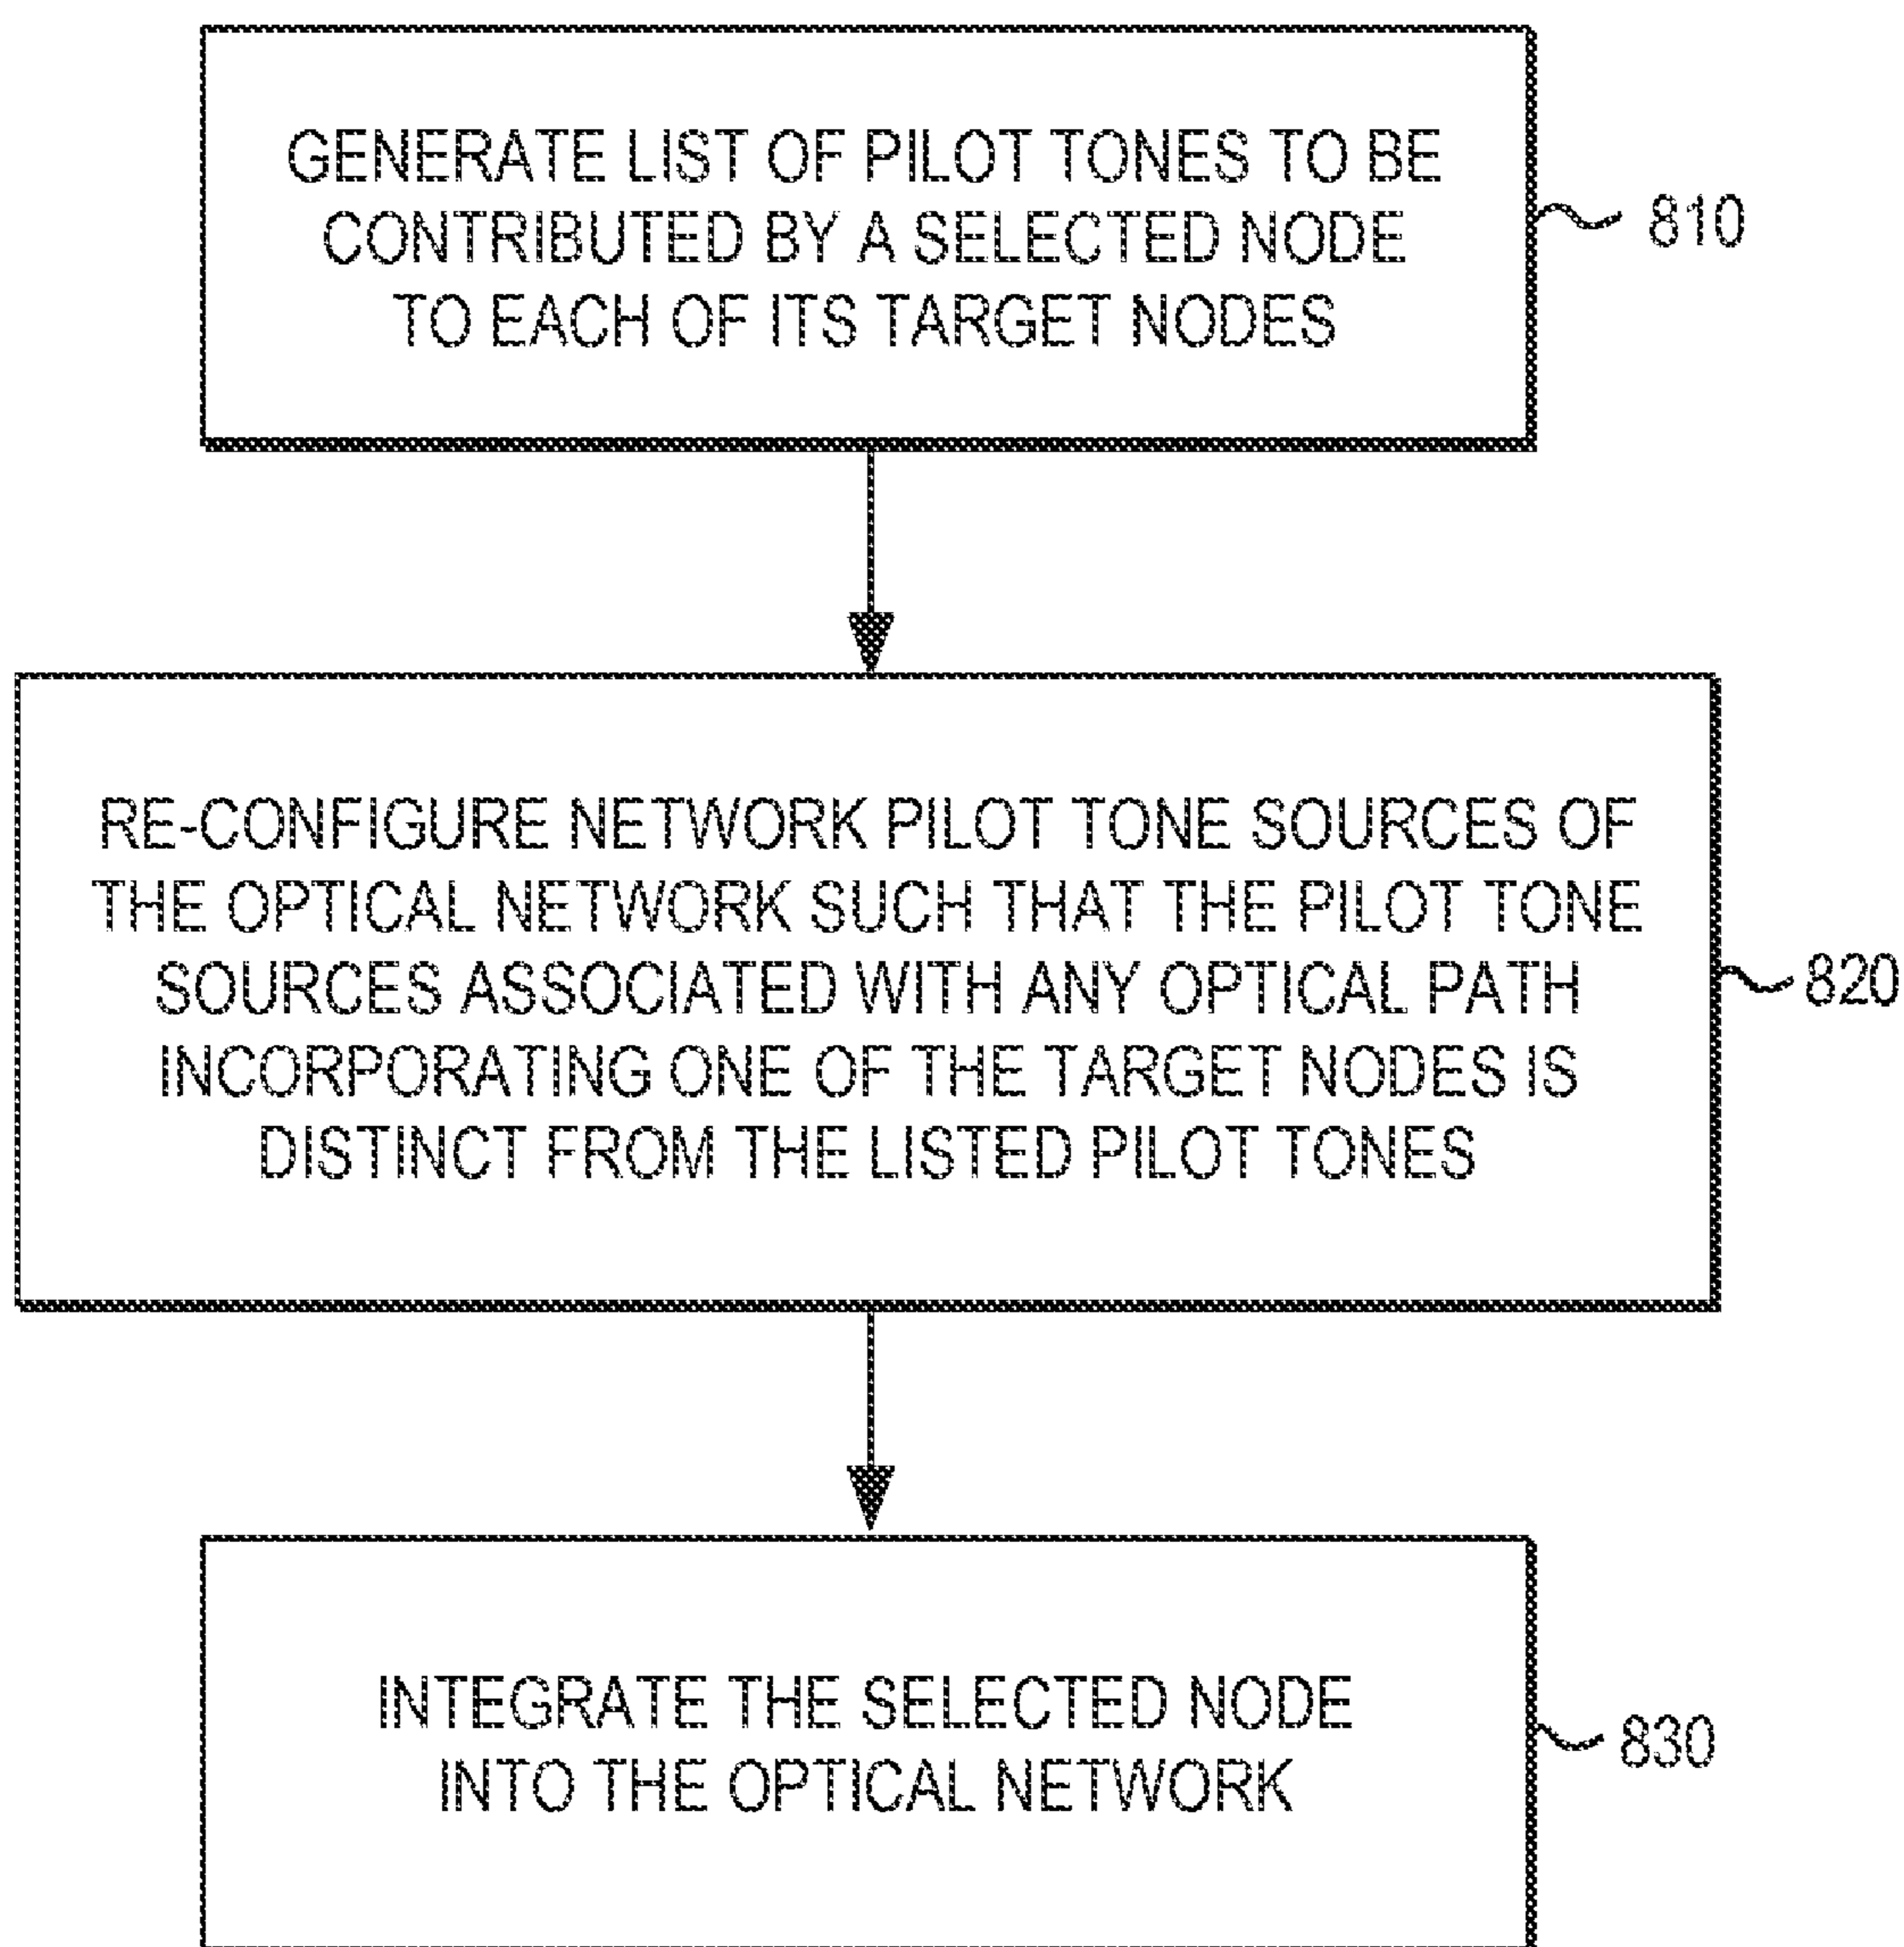 GENERATE LIST OF PILOT TONES TO BE
CONTRIBUTED BY A SELECTED NODE
TO EACH OF ITS TARGET NODES
810
RE-CONFIGURE NETWORK PILOT TONE SOURCES OF
THE OPTICAL NETWORK SUCH THAT THE PILOT TONE
SOURCES ASSOCIATED WITH ANY OPTICAL PATH
INCORPORATING ONE OF THE TARGET NODES IS
DISTINCT FROM THE LISTED PILOT TONES
820
INTEGRATE THE SELECTED NODE
INTO THE OPTICAL NETWORK
830